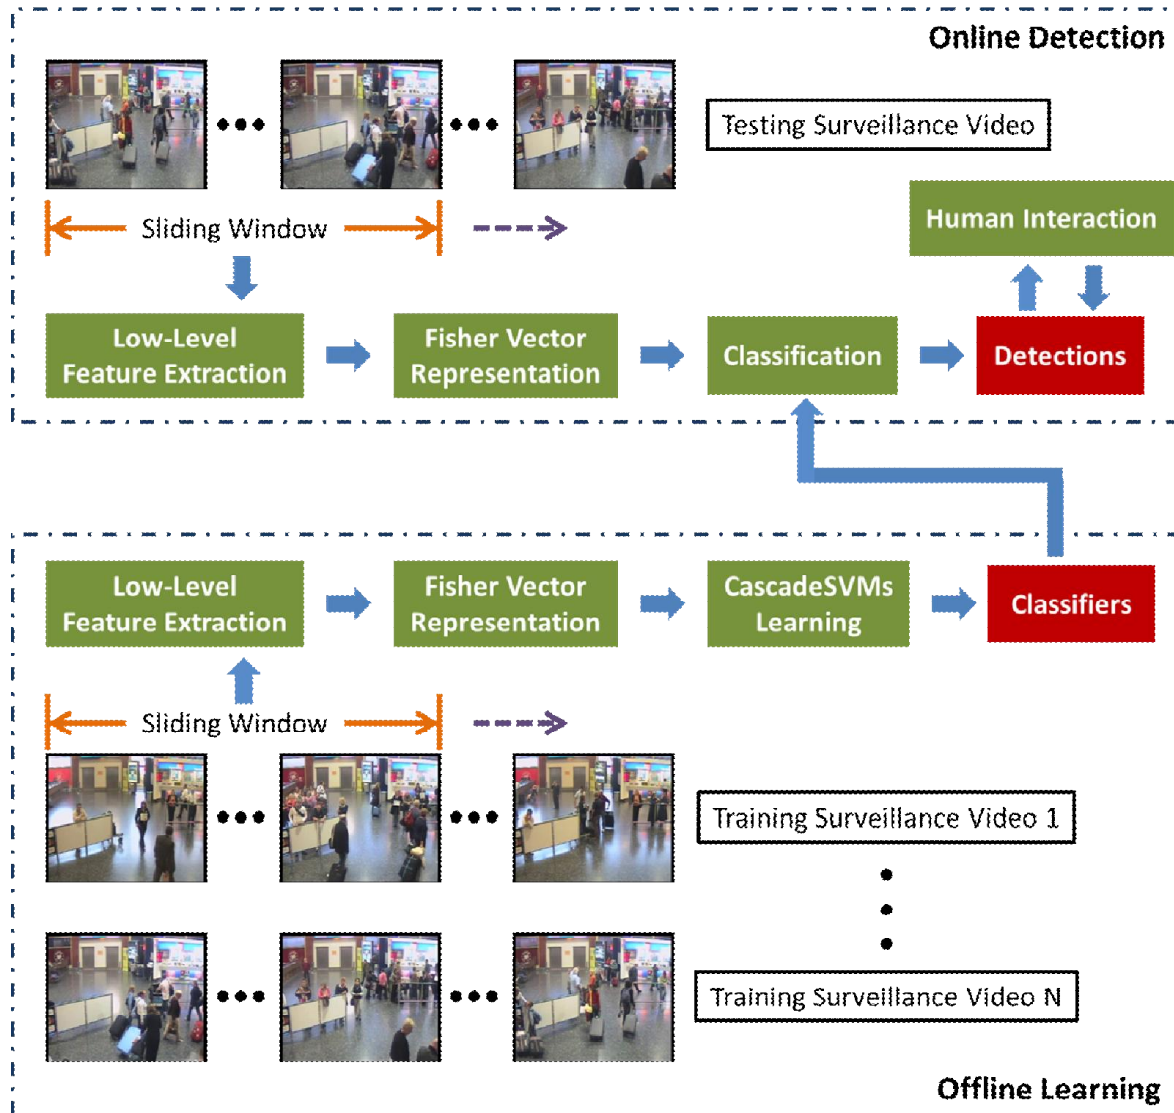 Online Detection
Testing Surveillance Video
Sliding Window
Human Interaction
Low-Level
Feature Extraction
Fisher Vector
Representation
Classification
Detections
Low-Level
Feature Extraction
Fisher Vector
Representation
CascadeSVMs
Learning
Classifiers
Sliding Window
Training Surveillance Video 1
Training Surveillance Video N
Offline Learning